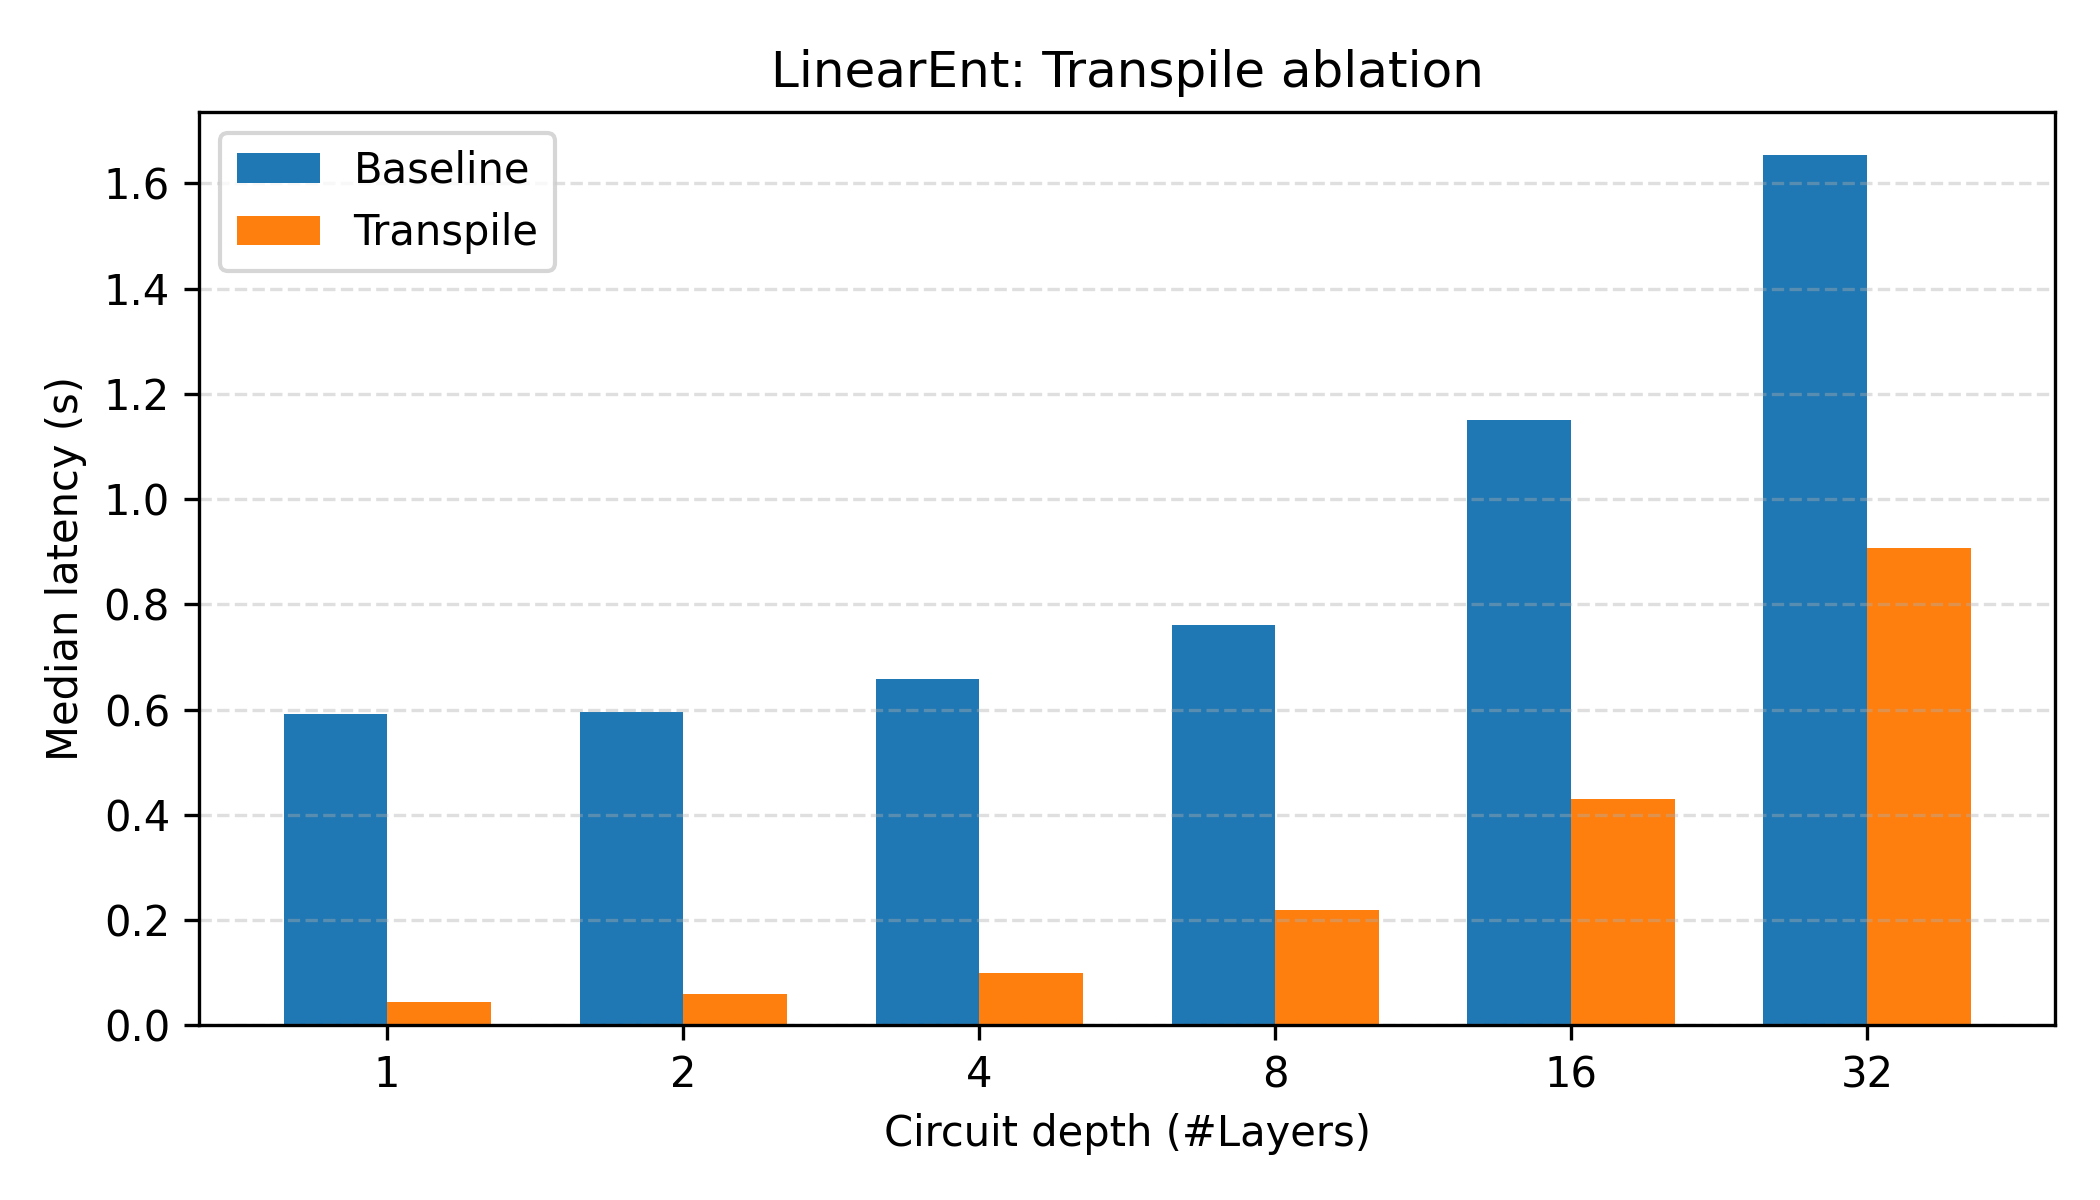 LinearEnt: Transpile ablation
Baseline
Transpile
Median latency (s)
1.6
1.4
1.2
1.0
0.8
0.6
0.4
0.2
0.0
1 2 4 8 16 32
Circuit depth (#Layers)